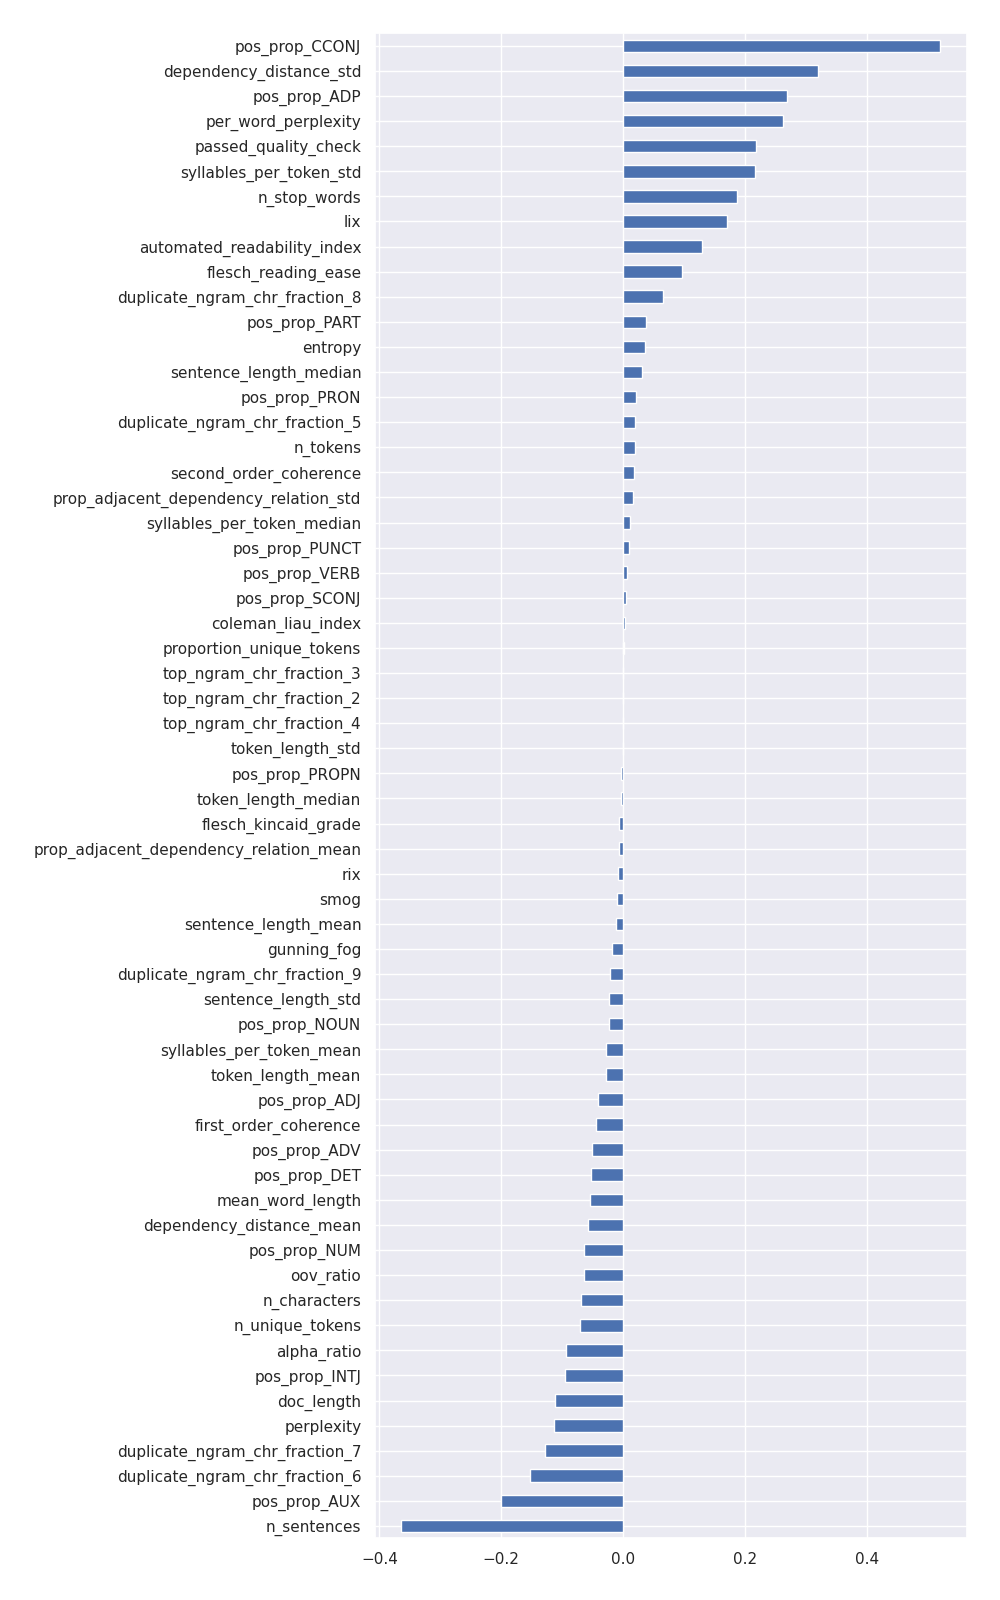 pos_prop_CCONJ
dependency_distance_std
pos_prop_ADP
per_word_perplexity
passed_quality_check
syllables_per_token_std
n_stop_words
lix
automated_readability_index
flesch_reading_ease
duplicate_ngram_chr_fraction_8
pos_prop_PART
entropy
sentence_length_median
pos_prop_PRON
duplicate_ngram_chr_fraction_5
n_tokens
second_order_coherence
prop_adjacent_dependency_relation_std
syllables_per_token_median
pos_prop_PUNCT
pos_prop_VERB
pos_prop_SCONJ
coleman_liau_index
proportion_unique_tokens
top_ngram_chr_fraction_3
top_ngram_chr_fraction_2
top_ngram_chr_fraction_4
token_length_std
pos_prop_PROPN
token_length_median
flesch_kincaid_grade
prop_adjacent_dependency_relation_mean
rix
smog
sentence_length_mean
gunning_fog
duplicate_ngram_chr_fraction_9
sentence_length_std
pos_prop_NOUN
syllables_per_token_mean
token_length_mean
pos_prop_ADJ
first_order_coherence
pos_prop_ADV
pos_prop_DET
mean_word_length
dependency_distance_mean
pos_prop_NUM
oov_ratio
n_characters
n_unique_tokens
alpha_ratio
pos_prop_INTJ
doc_length
perplexity
duplicate_ngram_chr_fraction_7
duplicate_ngram_chr_fraction_6
pos_prop_AUX
n_sentences
−0.4 −0.2 0.0 0.2 0.4